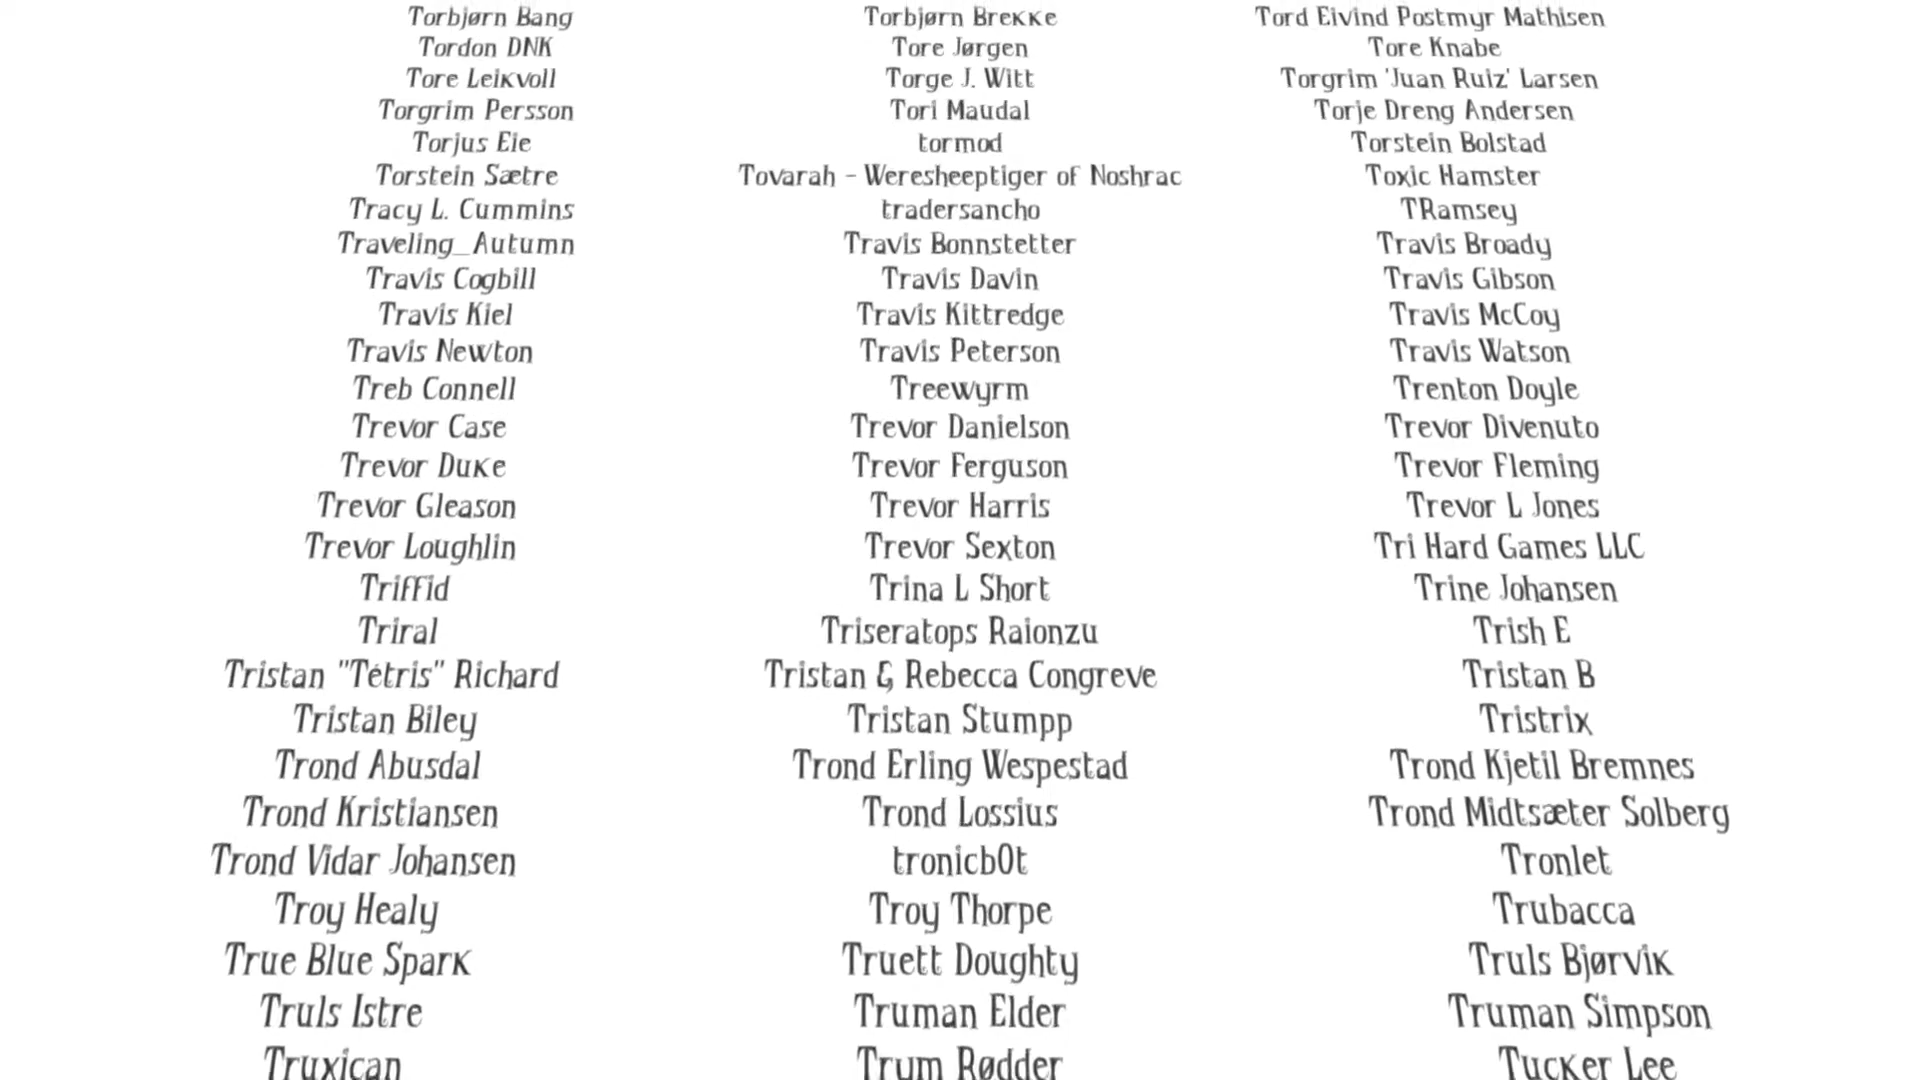 Torbjørn Bang Torbjørn Brekke Tord Eivind Postmyr Mathisen
Tordon DNK Tore Jørgen Tore Knabe
Tore Leikvoll Torge J. Witt Torgrim 'Juan Ruiz' Larsen
Torgrim Persson Tori Maudal Torje Dreng Andersen
Torjus Eie tormod Torstein Bolstad
Torstein Sætre Tovarah - Weresheeptiger of Noshrac Toxic Hamster
Tracy L. Cummins tradersancho TRamsey
Traveling_Autumn Travis Bonnstetter Travis Broady
Travis Cogbill Travis Davin Travis Gibson
Travis Kiel Travis Kittredge Travis McCoy
Travis Newton Travis Peterson Travis Watson
Treb Connell Treewyrm Trenton Doyle
Trevor Case Trevor Danielson Trevor Divenuto
Trevor Duke Trevor Ferguson Trevor Fleming
Trevor Gleason Trevor Harris Trevor L Jones
Trevor Loughlin Trevor Sexton Tri Hard Games LLC
Triffid Trina L Short Trine Johansen
Triral Triseratops Raionzu Trish E
Tristan "Tétris" Richard Tristan & Rebecca Congreve Tristan B
Tristan Biley Tristan Stumpp Tristrix
Trond Abusdal Trond Erling Wespestad Trond Kjetil Bremnes
Trond Kristiansen Trond Lossius Trond Midtsæter Solberg
Trond Vidar Johansen tronicb0t Tronlet
Troy Healy Troy Thorpe Trubacca
True Blue Spark Truett Doughty Truls Bjørvik
Truls Istre Truman Elder Truman Simpson
Truxican Trym Rødder Tucker Lee